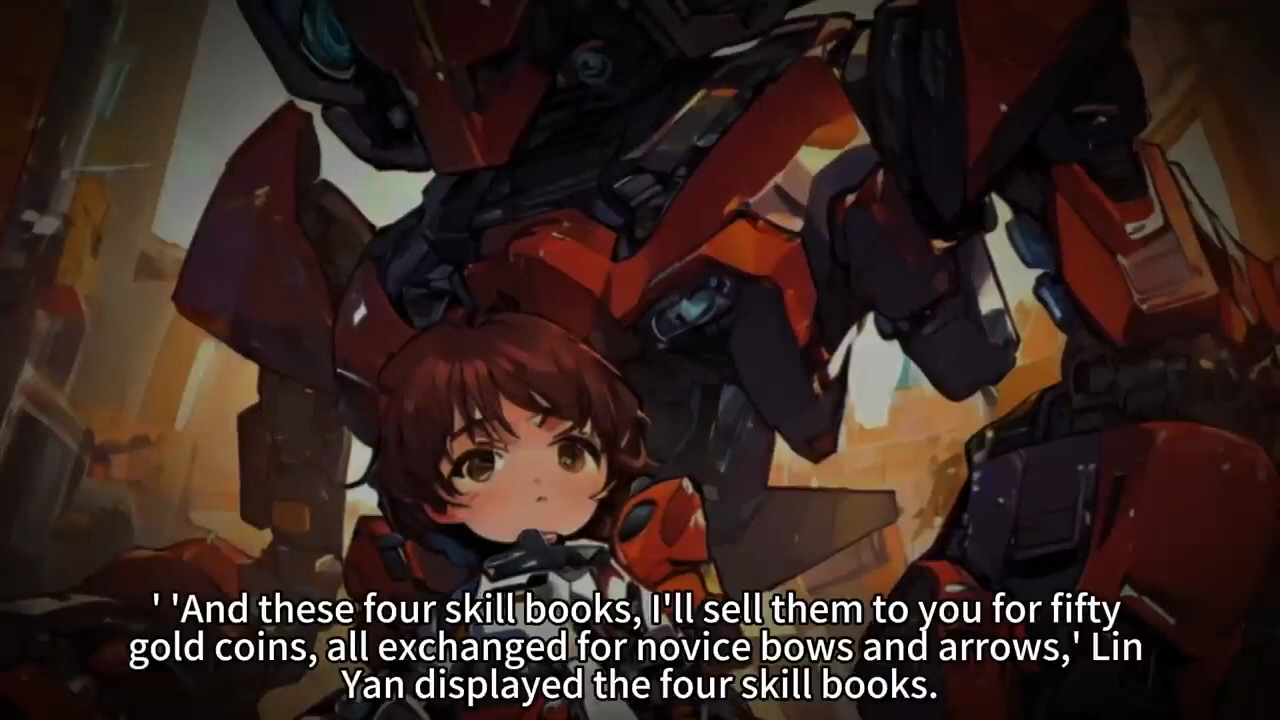 ' 'And these four skill books, I'll sell them to you for fifty
gold coins, all exchanged for novice bows and arrows,' Lin
Yan displayed the four skill books.